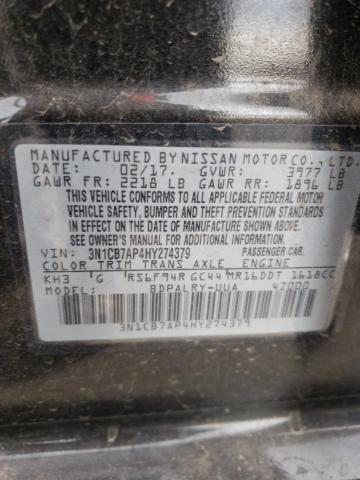 MANUFACTURED BY NISSAN MOTOR CO., LTD.
DATE: 02/17. GVWR: 3977 LB
GAWR FR: 2218 LB GAWR RR: 1896 LB
THIS VEHICLE CONFORMS TO ALL APPLICABLE FEDERAL MOTOR
VEHICLE SAFETY, BUMPER AND THEFT PREVENTION STANDARDS
IN EFFECT ON THE DATE OF MANUFACTURE SHOWN ABOVE.
SEE OWNER'S MANUAL FOR ADDITIONAL INFORMATION
VIN: 3N1CB7AP4HY274379 PASSENGER CAR.
COLOR TRIM TRANS AXLE ENGINE
KH3 'G 'RS6F94R GC44 MR16DDT 1618CC
MODEL: BDPALRY-UUA 4Z000
3N1CB7AP4HY274379